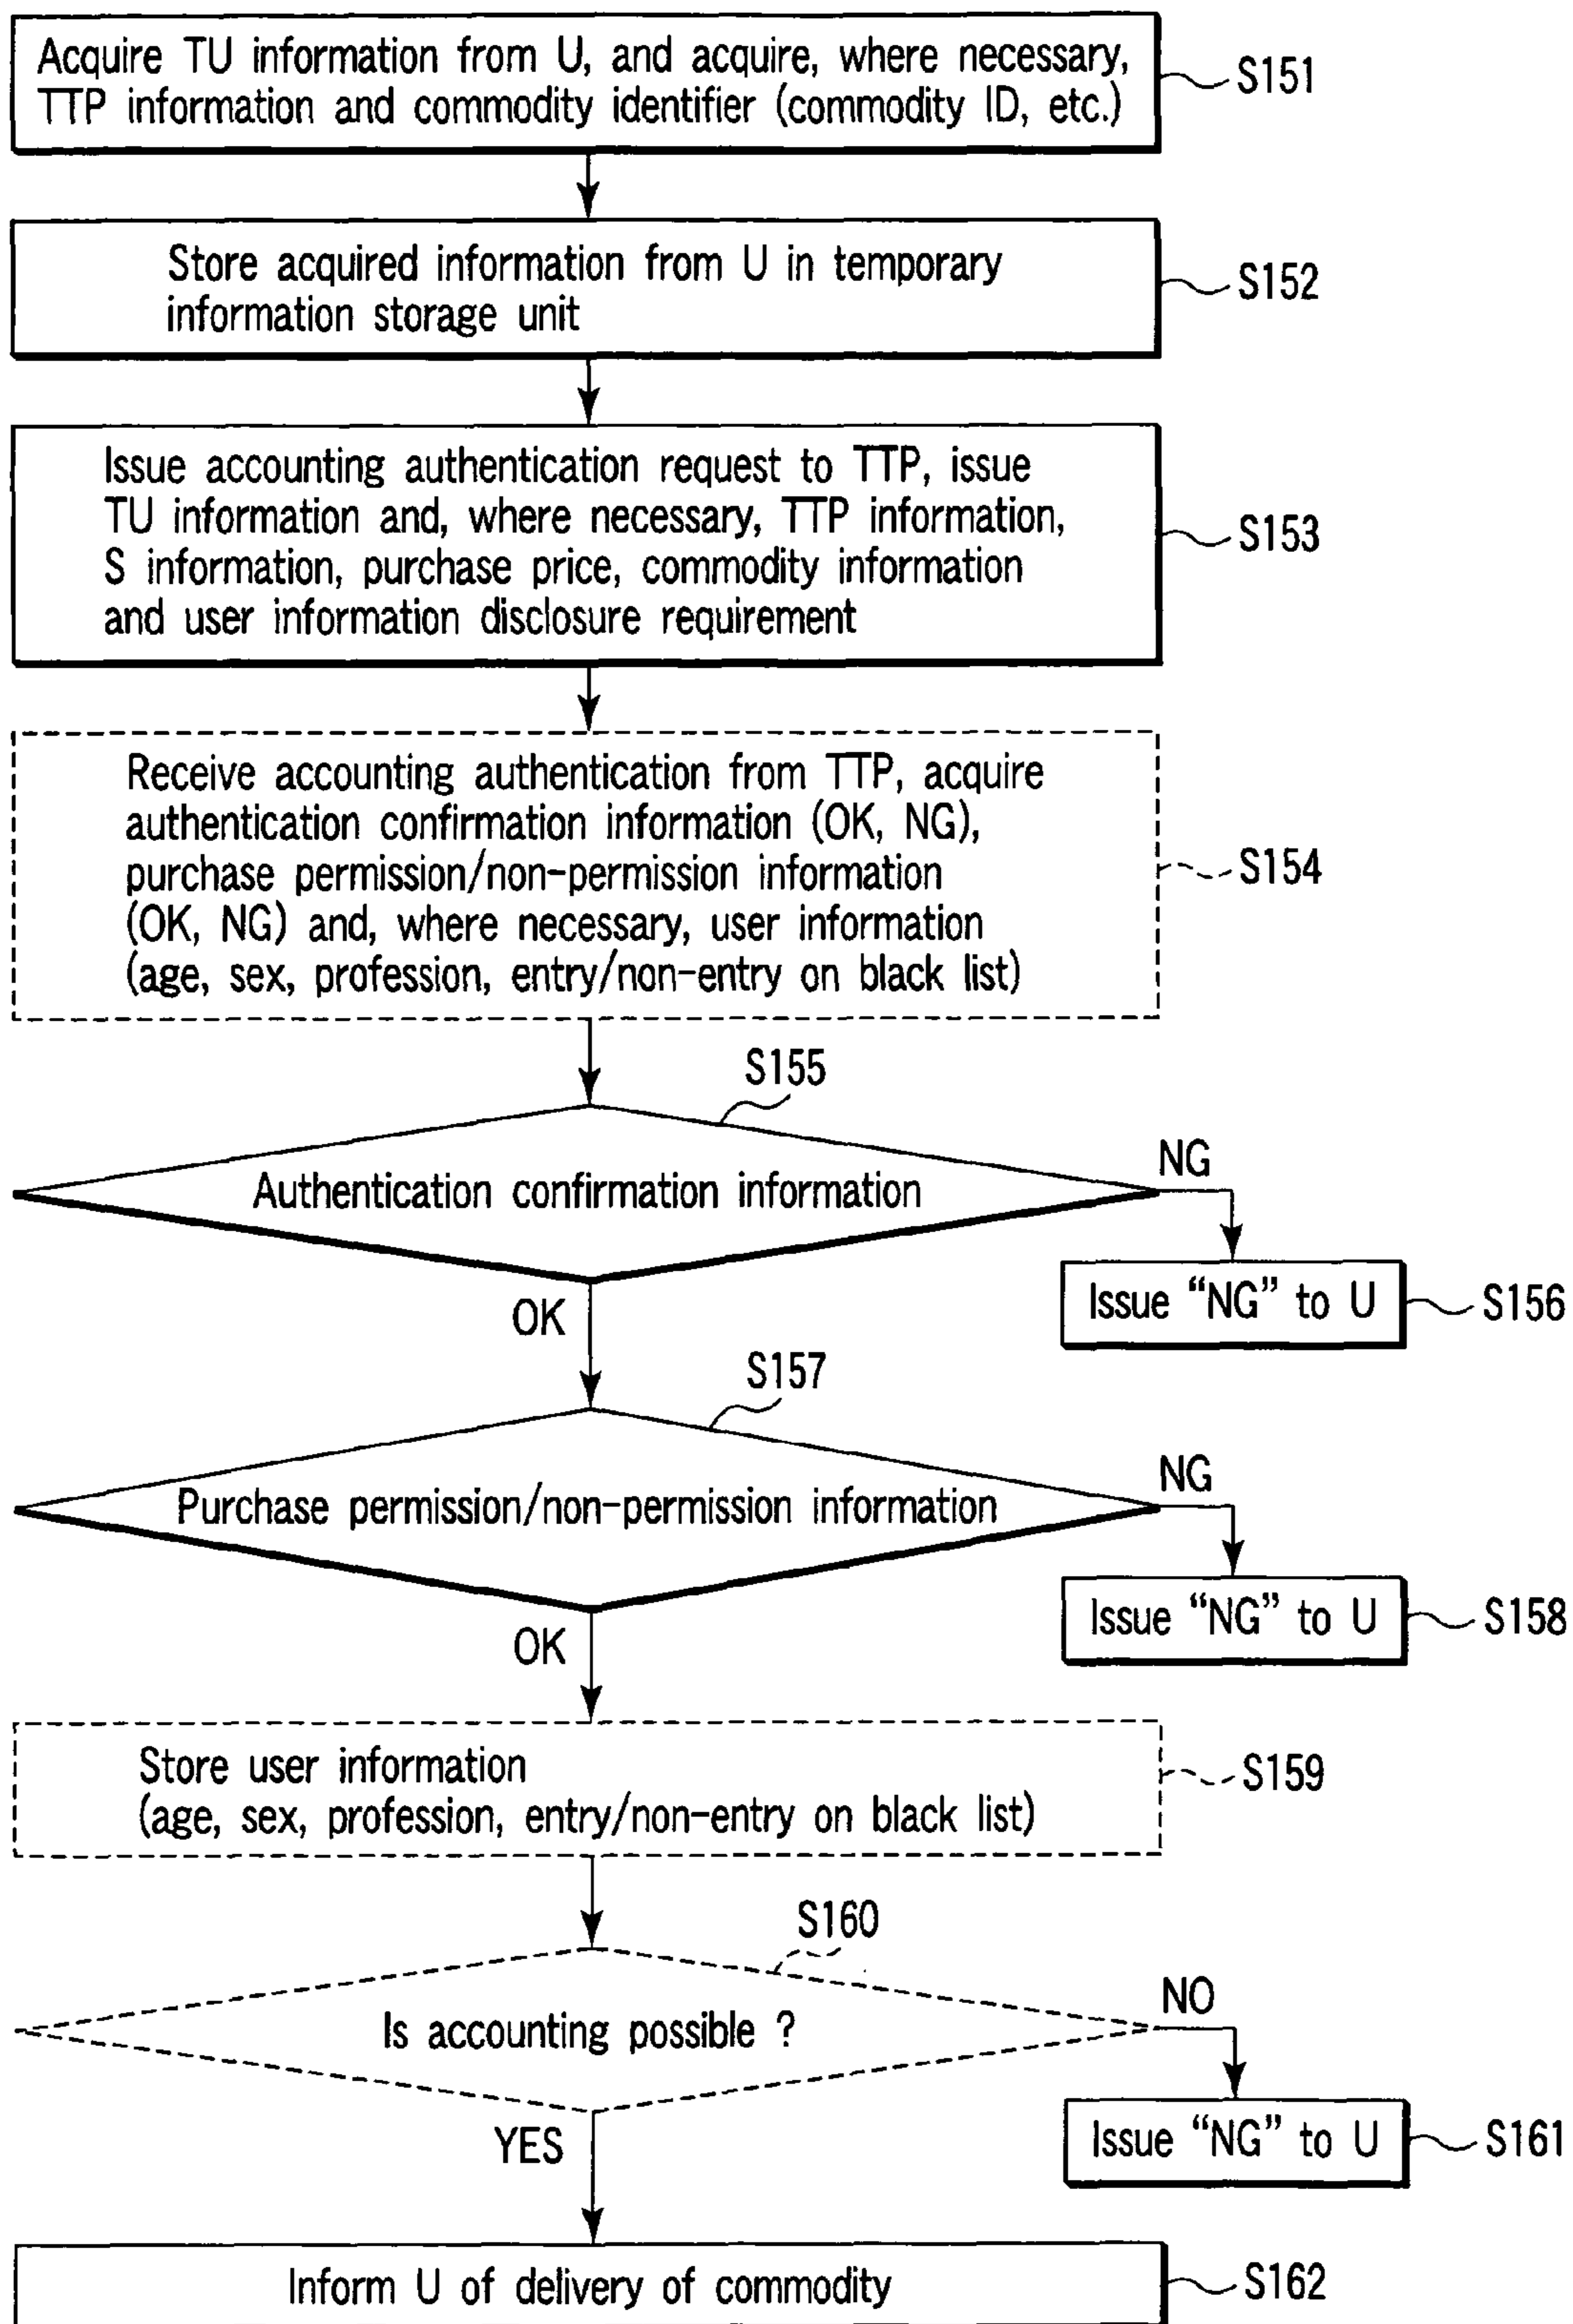 Acquire TU information from U, and acquire, where necessary,
TTP information and commodity identifier (commodity ID, etc.)
S151
Store acquired information from U in temporary
information storage unit
S152
Issue accounting authentication request to TTP, issue
TU information and, where necessary, TTP information,
S information, purchase price, commodity information
and user information disclosure requirement
S153
Receive accounting authentication from TTP, acquire
authentication confirmation information (OK, NG),
purchase permission/non-permission information
(OK, NG) and, where necessary, user information
(age, sex, profession, entry/non-entry on black list)
S154
S155
Authentication confirmation information
NG
Issue “NG” to U
S156
OK
S157
Purchase permission/non-permission information
NG
Issue “NG” to U
S158
OK
Store user information
(age, sex, profession, entry/non-entry on black list)
S159
S160
Is accounting possible ?
NO
Issue “NG” to U
S161
YES
Inform U of delivery of commodity
S162